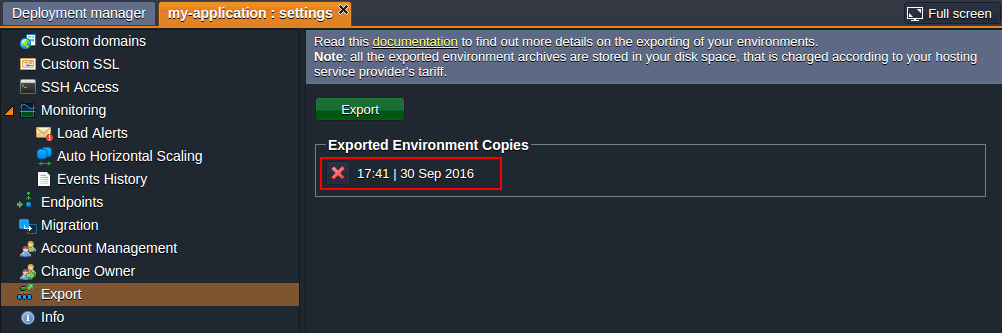 Deployment manager
my-application : settings
Full screen
Custom domains
Custom SSL
SSH Access
Monitoring
Load Alerts
Auto Horizontal Scaling
Events History
Endpoints
Migration
Account Management
Change Owner
Export
Info
Read this documentation to find out more details on the exporting of your environments.
Note: all the exported environment archives are stored in your disk space, that is charged according to your hosting
service provider's tariff.
Export
Exported Environment Copies
17:41 | 30 Sep 2016